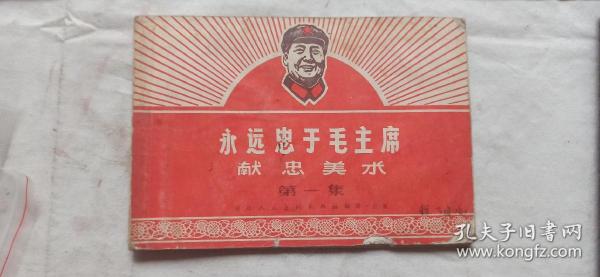 永远忠于毛主席
献忠美术
第一集
孔夫子旧书网
kongfz.com